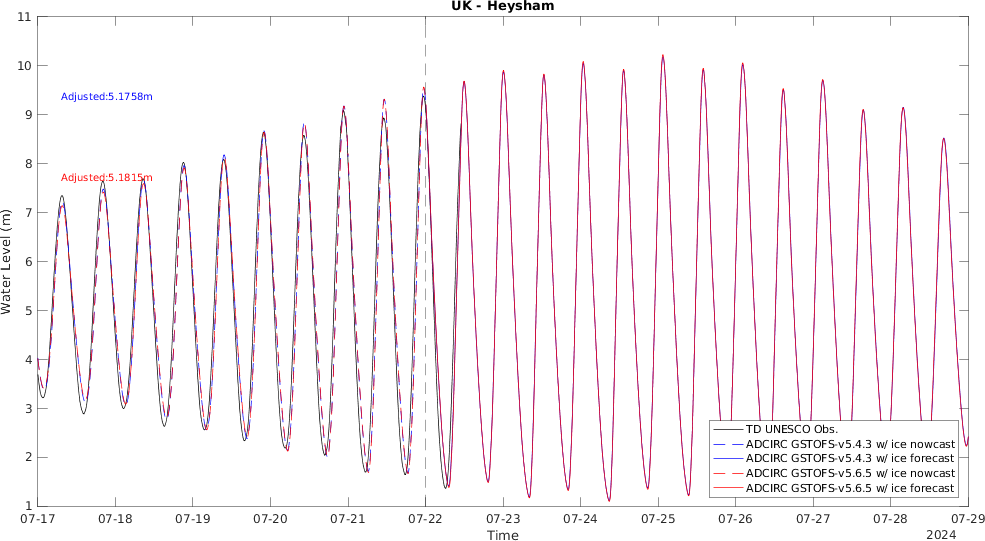 UK - Heysham
11
10
9
8
7
6
5
4
3
2
1
Water Level (m)
Adjusted:5.1758m
Adjusted:5.1815m
TD UNESCO Obs.
ADCIRC GSTOFS-v5.4.3 w/ ice nowcast
ADCIRC GSTOFS-v5.4.3 w/ ice forecast
ADCIRC GSTOFS-v5.6.5 w/ ice nowcast
ADCIRC GSTOFS-v5.6.5 w/ ice forecast
07-17 07-18 07-19 07-20 07-21 07-22 07-23 07-24 07-25 07-26 07-27 07-28 07-29
Time
2024